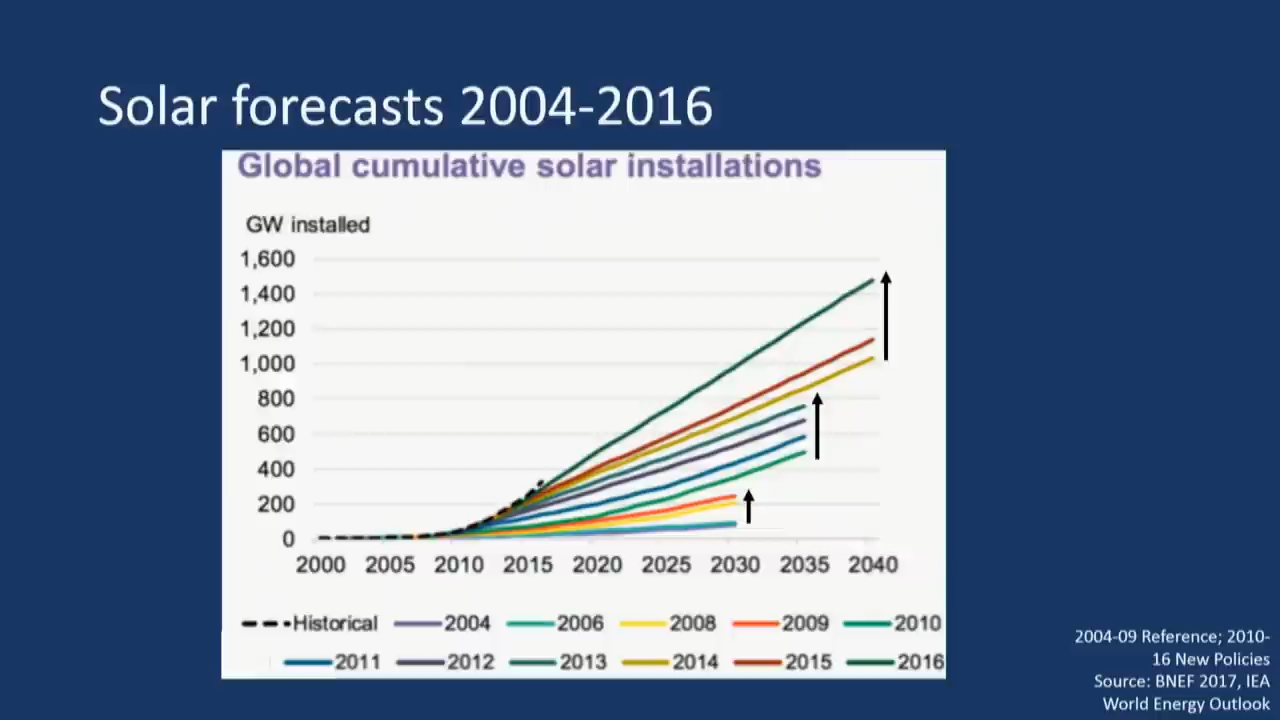 Solar forecasts 2004-2016
Global cumulative solar installations
GW installed
1,600
1,400
1,200
1,000
800
600
400
200
0
2000 2005 2010 2015 2020 2025 2030 2035 2040
Historical 2004 2006 2008 2009 2010
2011 2012 2013 2014 2015 2016
2004-09 Reference; 2010-
16 New Policies
Source: BNEF 2017, IEA
World Energy Outlook